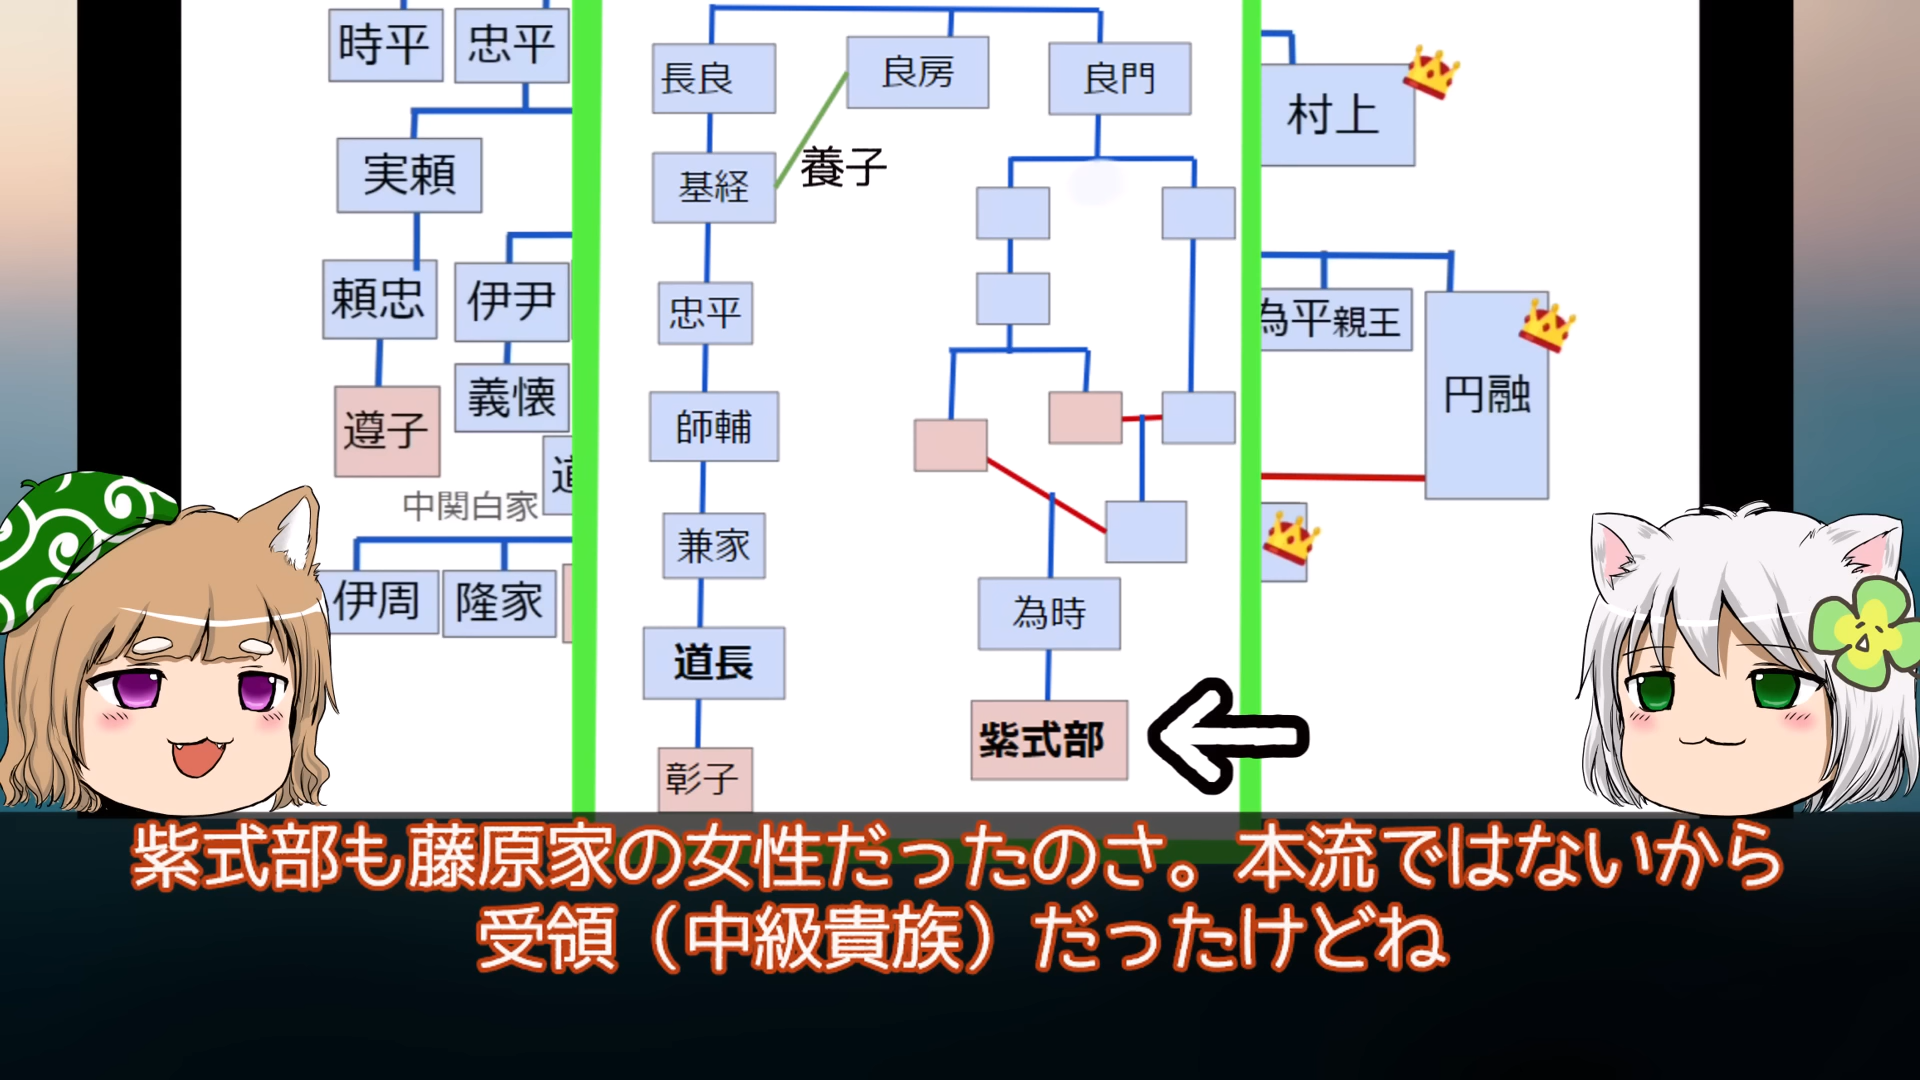 時平
忠平
実頼
頼忠
伊尹
遵子
義懐
中関白家
伊周
隆家
長良
良房
良門
基経
養子
忠平
師輔
兼家
道長
彰子
為時
紫式部
村上
為平親王
円融
紫式部も藤原家の女性だったのさ。本流ではないから
受領（中級貴族）だったけどね